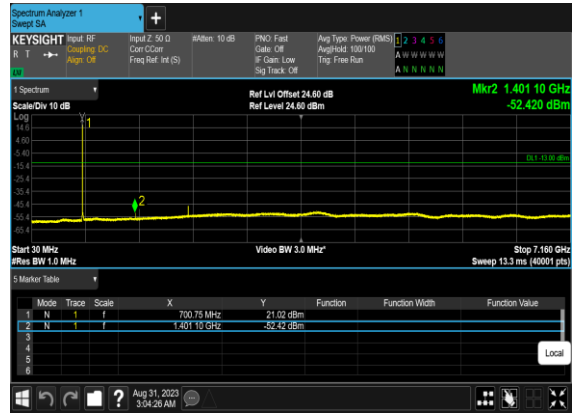 Spectrum Analyzer 1
Swept SA
+
KEYSIGHT Input: RF Input Z: 50 Ω #Atten: 10 dB PNO: Fast Avg Type: Power (RMS) 1 2 3 4 5 6
R T Coupling: DC Corr CCorr Gate: Off Avg|Hold: 100/100 A W W W W W
Align: Off Freq Ref: Int (S) IF Gain: Low Trig: Free Run
Sig Track: Off A N N N N N
1 Spectrum Ref Lvl Offset 24.60 dB Mkr2 1.401 10 GHz
Scale/Div 10 dB Ref Level 24.60 dBm -52.420 dBm
Log
14.6
4.60
-5.40
-15.4
-25.4
-35.4
-45.4
-55.4
-65.4
1
2
DL1 -13.00 dBm
Start 30 MHz Video BW 3.0 MHz* Stop 7.160 GHz
#Res BW 1.0 MHz Sweep 13.3 ms (40001 pts)
5 Marker Table
Mode Trace Scale X Y Function Function Width Function Value
1 N 1 f 700.75 MHz 21.02 dBm
2 N 1 f 1.401 10 GHz -52.42 dBm
3
4
5
6
Local
? Aug 31, 2023
3:04:26 AM